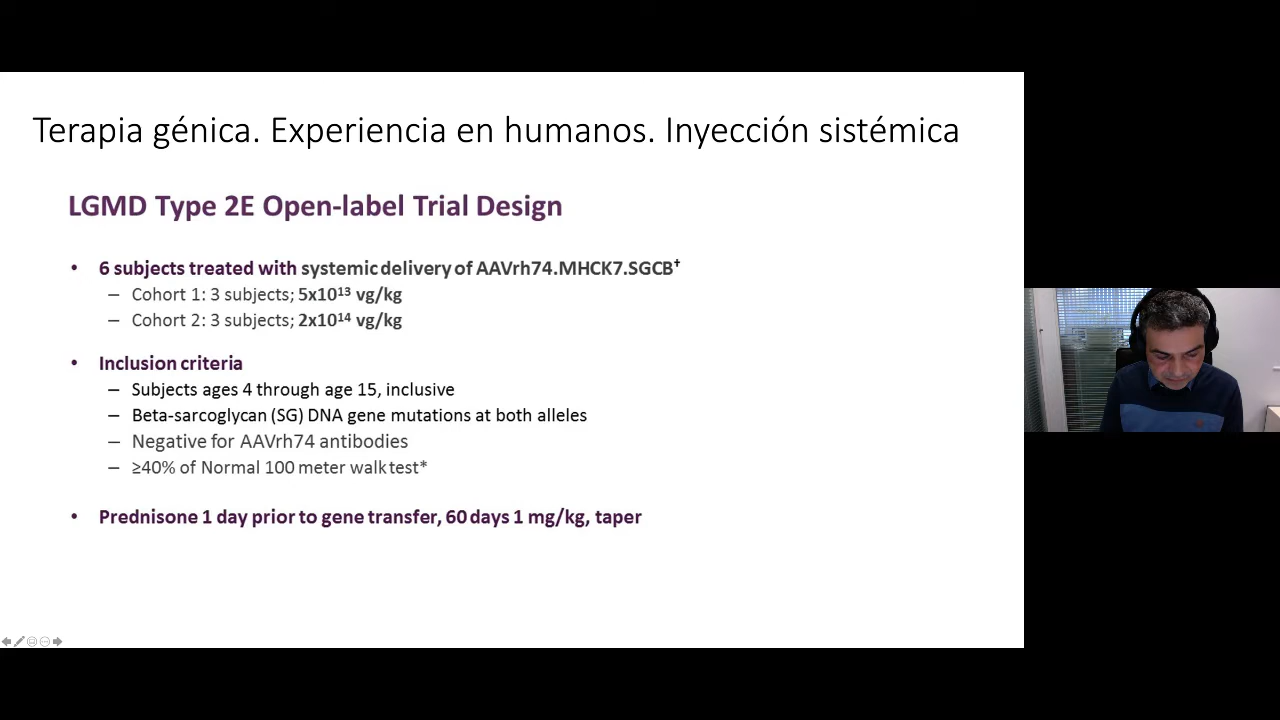 Terapia génica. Experiencia en humanos. Inyección sistémica
LGMD Type 2E Open-label Trial Design
• 6 subjects treated with systemic delivery of AAVrh74.MHCK7.SGCB†
– Cohort 1: 3 subjects; 5x10¹³ vg/kg
– Cohort 2: 3 subjects; 2x10¹⁴ vg/kg
• Inclusion criteria
– Subjects ages 4 through age 15, inclusive
– Beta-sarcoglycan (SG) DNA gene mutations at both alleles
– Negative for AAVrh74 antibodies
– ≥40% of Normal 100 meter walk test*
• Prednisone 1 day prior to gene transfer, 60 days 1 mg/kg, taper